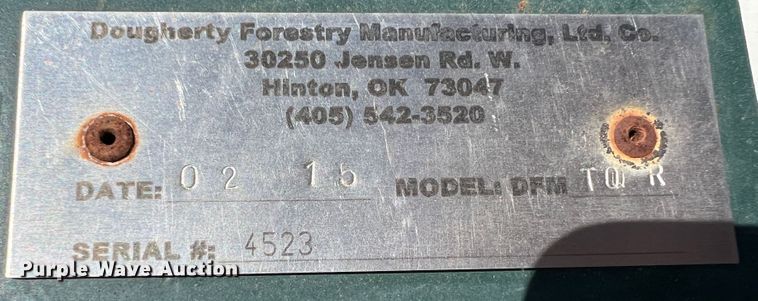 Dougherty Forestry Manufacturing, Ltd. Co.
30250 Jensen Rd. W.
Hinton, OK 73047
(405) 542-3520
DATE: 02 15 MODEL: DFM TQ R
SERIAL #: 4523
Purple Wave Auction